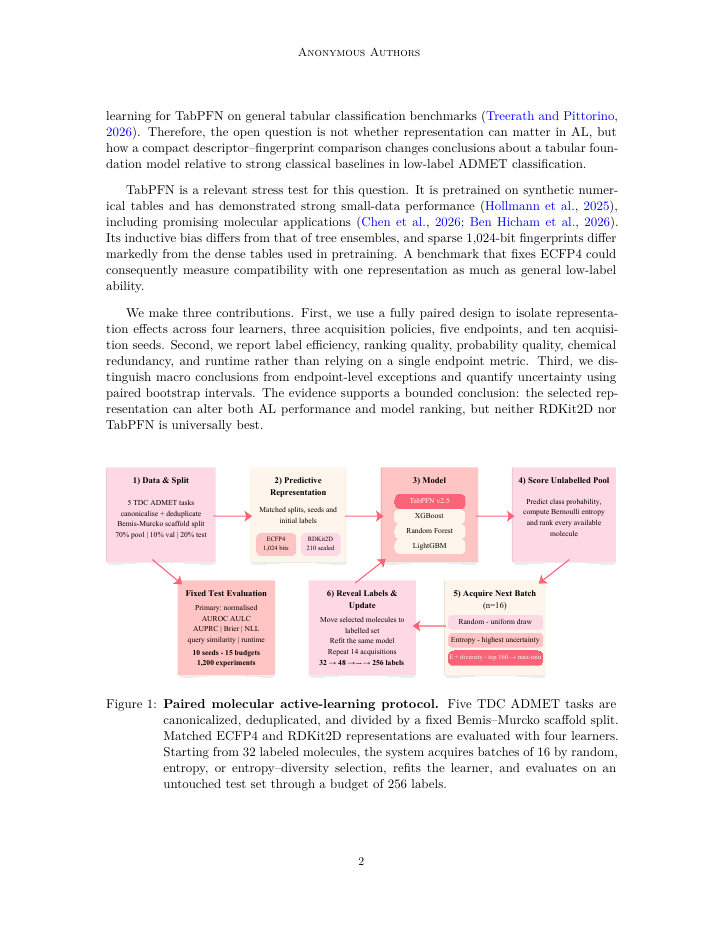 Anonymous Authors
learning for TabPFN on general tabular classification benchmarks (Treerath and Pittorino,
2026). Therefore, the open question is not whether representation can matter in AL, but
how a compact descriptor–fingerprint comparison changes conclusions about a tabular foun-
dation model relative to strong classical baselines in low-label ADMET classification.
TabPFN is a relevant stress test for this question. It is pretrained on synthetic numer-
ical tables and has demonstrated strong small-data performance (Hollmann et al., 2025),
including promising molecular applications (Chen et al., 2026; Ben Hicham et al., 2026).
Its inductive bias differs from that of tree ensembles, and sparse 1,024-bit fingerprints differ
markedly from the dense tables used in pretraining. A benchmark that fixes ECFP4 could
consequently measure compatibility with one representation as much as general low-label
ability.
We make three contributions. First, we use a fully paired design to isolate representa-
tion effects across four learners, three acquisition policies, five endpoints, and ten acquisi-
tion seeds. Second, we report label efficiency, ranking quality, probability quality, chemical
redundancy, and runtime rather than relying on a single endpoint metric. Third, we dis-
tinguish macro conclusions from endpoint-level exceptions and quantify uncertainty using
paired bootstrap intervals. The evidence supports a bounded conclusion: the selected rep-
resentation can alter both AL performance and model ranking, but neither RDKit2D nor
TabPFN is universally best.
1) Data & Split
5 TDC ADMET tasks
canonicalise + deduplicate
Bemis-Murcko scaffold split
70% pool | 10% val | 20% test
2) Predictive
Representation
Matched splits, seeds and
initial labels
ECFP4
1,024 bits
RDKit2D
210 scaled
3) Model
TabPFN v2.5
XGBoost
Random Forest
LightGBM
4) Score Unlabelled Pool
Predict class probability,
compute Bernoulli entropy
and rank every available
molecule
Fixed Test Evaluation
Primary: normalised
AUROC AULC
AUPRC | Brier | NLL
query similarity | runtime
10 seeds - 15 budgets
1,200 experiments
6) Reveal Labels &
Update
Move selected molecules to
labelled set
Refit the same model
Repeat 14 acquisitions
32 → 48 →...→ 256 labels
5) Acquire Next Batch
(n=16)
Random - uniform draw
Entropy - highest uncertainty
E + diversity - top 160 → max-min
Figure 1: Paired molecular active-learning protocol. Five TDC ADMET tasks are
canonicalized, deduplicated, and divided by a fixed Bemis–Murcko scaffold split.
Matched ECFP4 and RDKit2D representations are evaluated with four learners.
Starting from 32 labeled molecules, the system acquires batches of 16 by random,
entropy, or entropy–diversity selection, refits the learner, and evaluates on an
untouched test set through a budget of 256 labels.
2